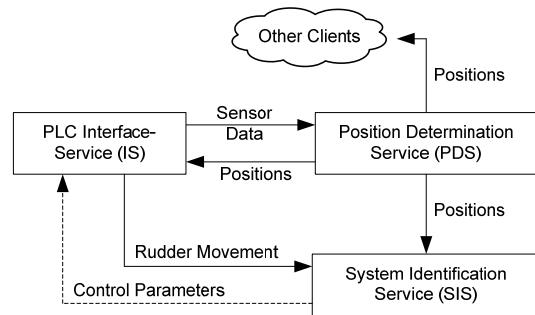 Other Clients
Positions
Sensor
Data
PLC Interface-
Service (IS)
Position Determination
Service (PDS)
Positions
Positions
Rudder Movement
System Identification
Service (SIS)
Control Parameters